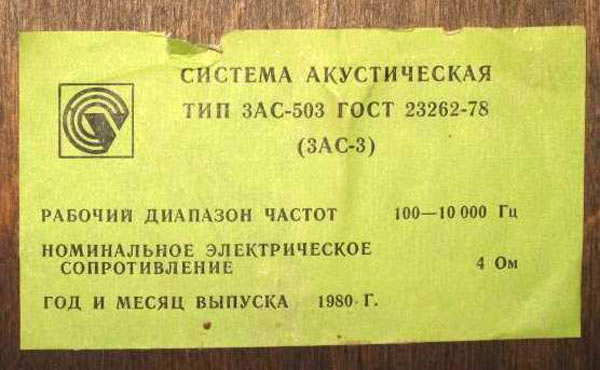 СИСТЕМА АКУСТИЧЕСКАЯ
ТИП 3АС-503 ГОСТ 23262-78
(3АС-3)
РАБОЧИЙ ДИАПАЗОН ЧАСТОТ 100—10 000 Гц
НОМИНАЛЬНОЕ ЭЛЕКТРИЧЕСКОЕ
СОПРОТИВЛЕНИЕ 4 Ом
ГОД И МЕСЯЦ ВЫПУСКА 1980 Г.